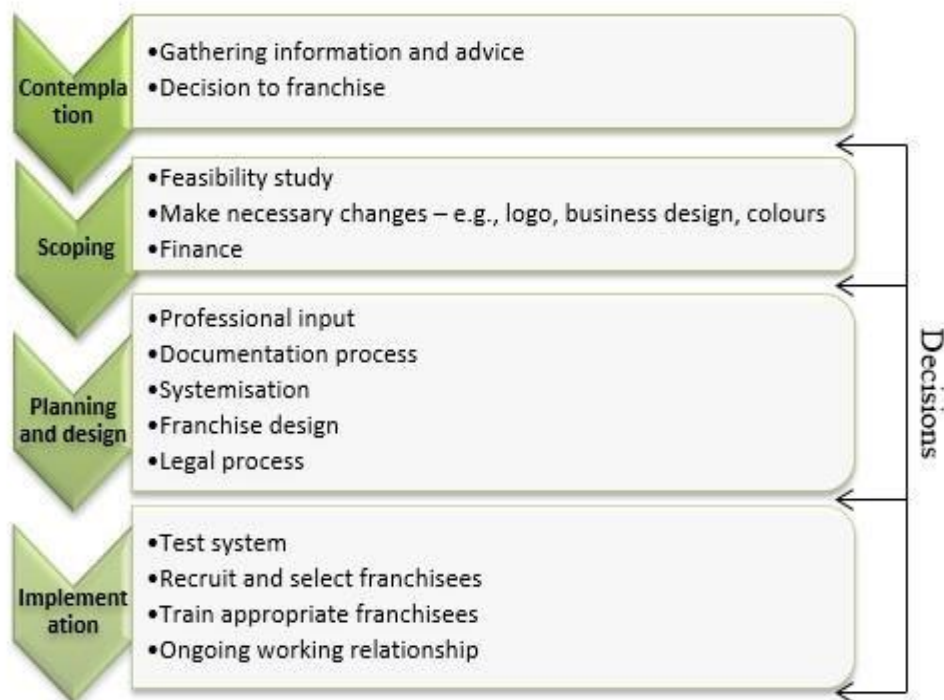 Contempla
tion
•Gathering information and advice
•Decision to franchise
Scoping
•Feasibility study
•Make necessary changes – e.g., logo, business design, colours
•Finance
Planning
and design
•Professional input
•Documentation process
•Systemisation
•Franchise design
•Legal process
Implement
ation
•Test system
•Recruit and select franchisees
•Train appropriate franchisees
•Ongoing working relationship
Decisions